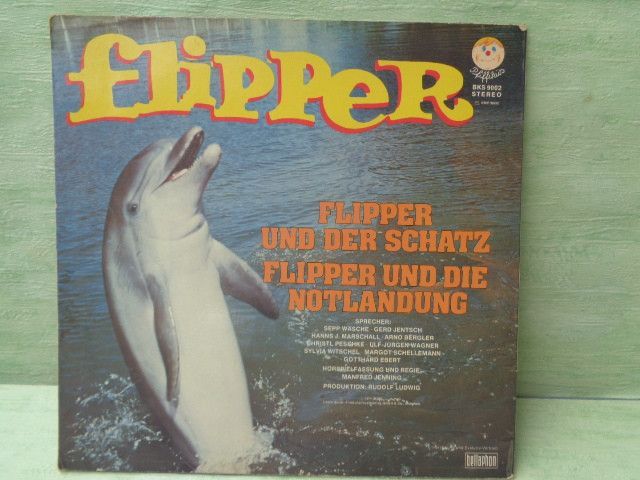 FLiPPeR
Pfiffikus
BKS 9002
STEREO
FLIPPER
UND DER SCHATZ
FLIPPER UND DIE
NOTLANDUNG
SPRECHER:
SEPP WÄSCHE · GERD JENTSCH
HANNS J. MARSCHALL · ARNO BERGLER
CHRISTL PESCHKE · ULF-JÜRGEN WAGNER
SYLVIA WITSCHEL · MARGOT SCHELLEMANN
GOTTHARD EBERT
HÖRSPIELFASSUNG UND REGIE:
MANFRED JENNING
PRODUKTION: RUDOLF LUDWIG
bellaphon